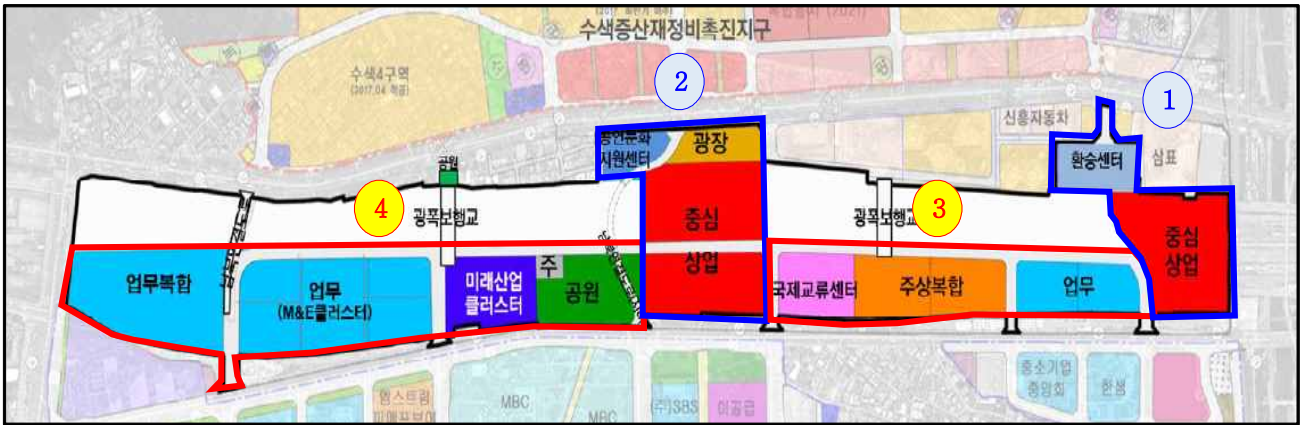 수색증산재정비촉진지구
수색4구역
(2017.04 착공)
2
1
신흥자동차
환승센터
삼표
공연문화
지원센터
광장
공원
4
광폭보행교
중심
상업
광폭보행교
3
중심
상업
업무복합
업무
(M&E클러스터)
미래산업
클러스터
주
공원
국제교류센터
주상복합
업무
MBC
MBC
(주)SBS
중소기업
중앙회
한샘